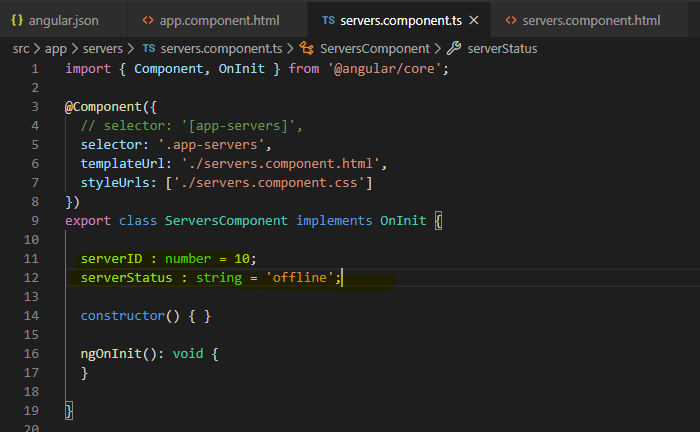 angular.json app.component.html servers.component.ts servers.component.html
src > app > servers > servers.component.ts > ServersComponent > serverStatus
1 import { Component, OnInit } from '@angular/core';
2
3 @Component({
4 // selector: '[app-servers]',
5 selector: '.app-servers',
6 templateUrl: './servers.component.html',
7 styleUrls: ['./servers.component.css']
8 })
9 export class ServersComponent implements OnInit {
10
11 serverID : number = 10;
12 serverStatus : string = 'offline';
13
14 constructor() { }
15
16 ngOnInit(): void {
17 }
18
19 }
20